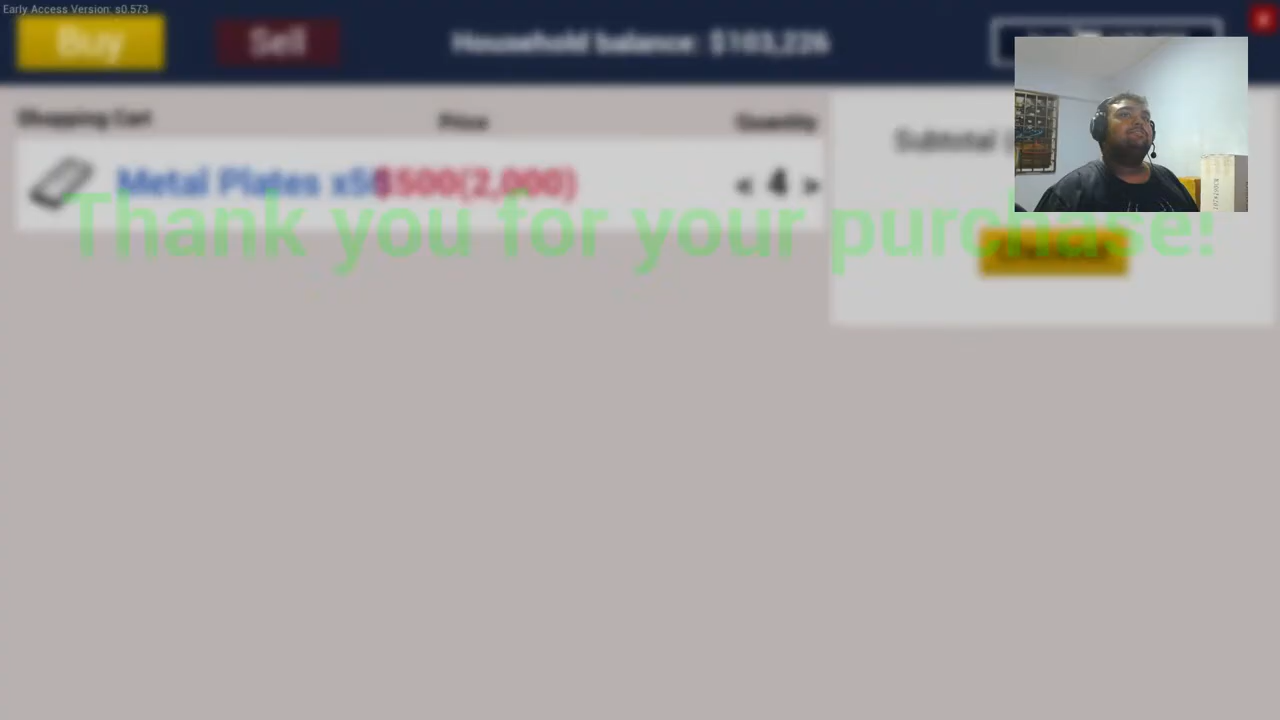 Early Access Version: s0.573
Buy
Sell
Household balance: $103,226
Shopping Cart
Price
Quantity
Subtotal
Metal Plates x5
$500(2,000)
< 4 >
Thank you for your purchase!
x